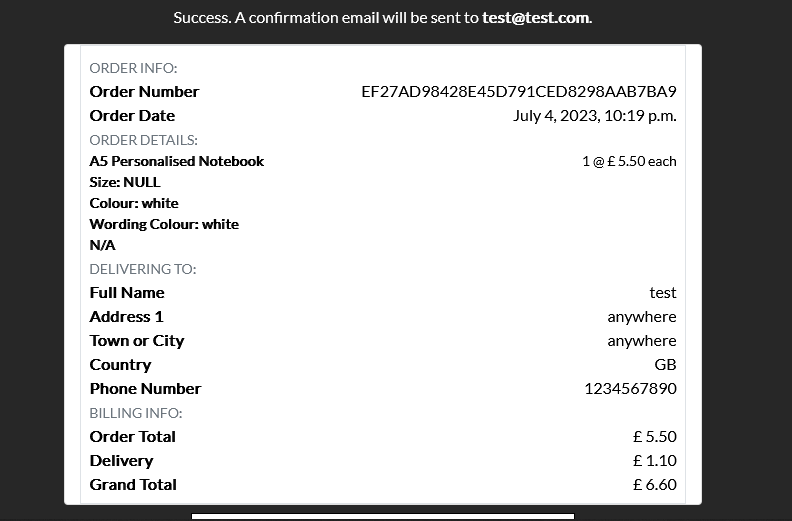 Success. A confirmation email will be sent to test@test.com.
ORDER INFO:
Order Number EF27AD98428E45D791CED8298AAB7BA9
Order Date July 4, 2023, 10:19 p.m.
ORDER DETAILS:
A5 Personalised Notebook 1 @ £ 5.50 each
Size: NULL
Colour: white
Wording Colour: white
N/A
DELIVERING TO:
Full Name test
Address 1 anywhere
Town or City anywhere
Country GB
Phone Number 1234567890
BILLING INFO:
Order Total £ 5.50
Delivery £ 1.10
Grand Total £ 6.60